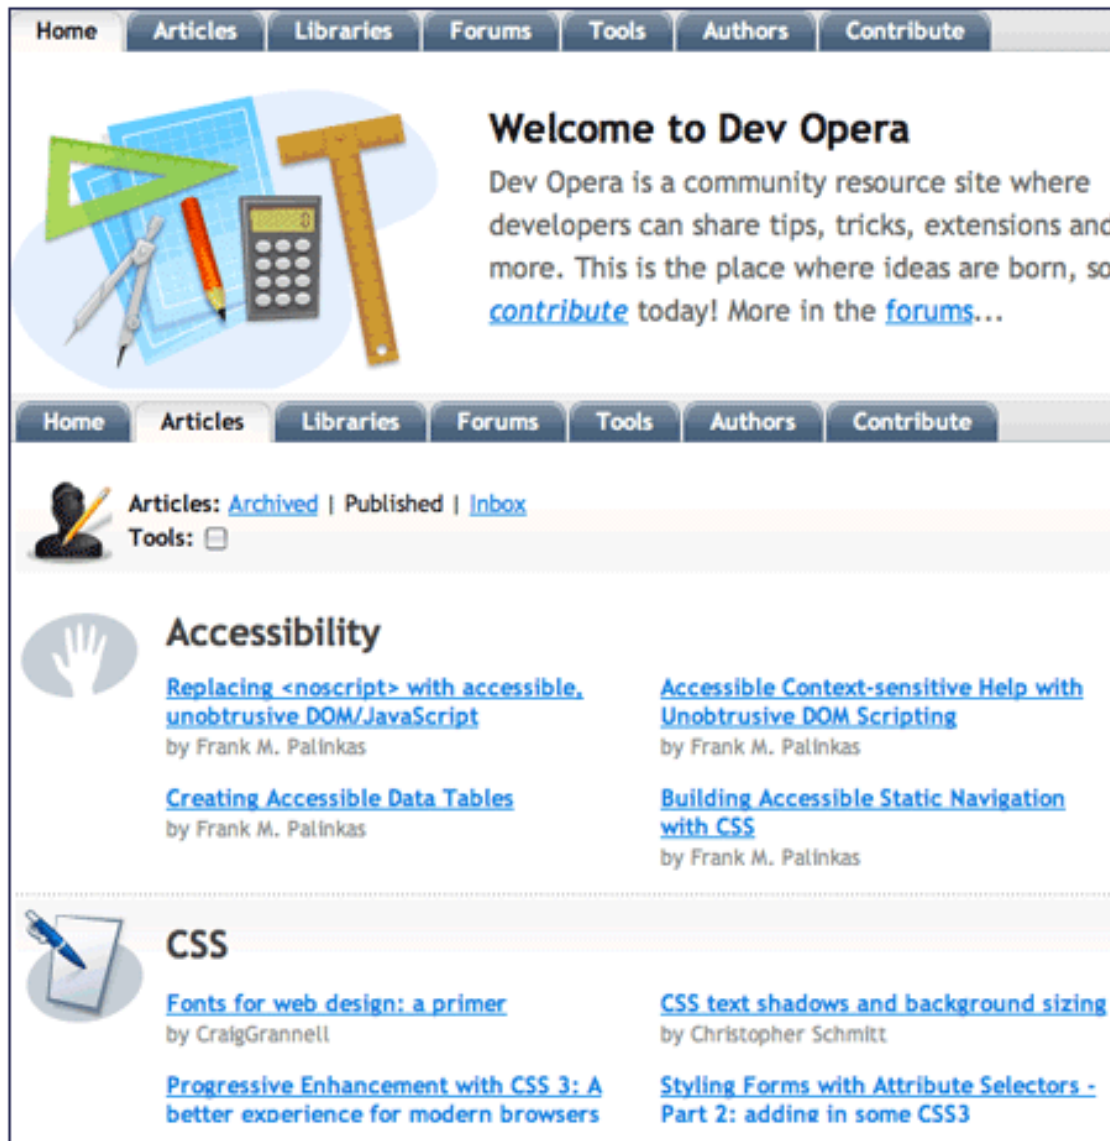 Home Articles Libraries Forums Tools Authors Contribute
Welcome to Dev Opera
Dev Opera is a community resource site where
developers can share tips, tricks, extensions and
more. This is the place where ideas are born, so
contribute today! More in the forums...
0
Home Articles Libraries Forums Tools Authors Contribute
Articles: Archived | Published | Inbox
Tools:
Accessibility
Replacing <noscript> with accessible, Accessible Context-sensitive Help with
unobtrusive DOM/JavaScript Unobtrusive DOM Scripting
by Frank M. Palinkas by Frank M. Palinkas
Creating Accessible Data Tables Building Accessible Static Navigation
by Frank M. Palinkas with CSS
by Frank M. Palinkas
CSS
Fonts for web design: a primer CSS text shadows and background sizing
by CraigGrannell by Christopher Schmitt
Progressive Enhancement with CSS 3: A Styling Forms with Attribute Selectors -
better experience for modern browsers Part 2: adding in some CSS3